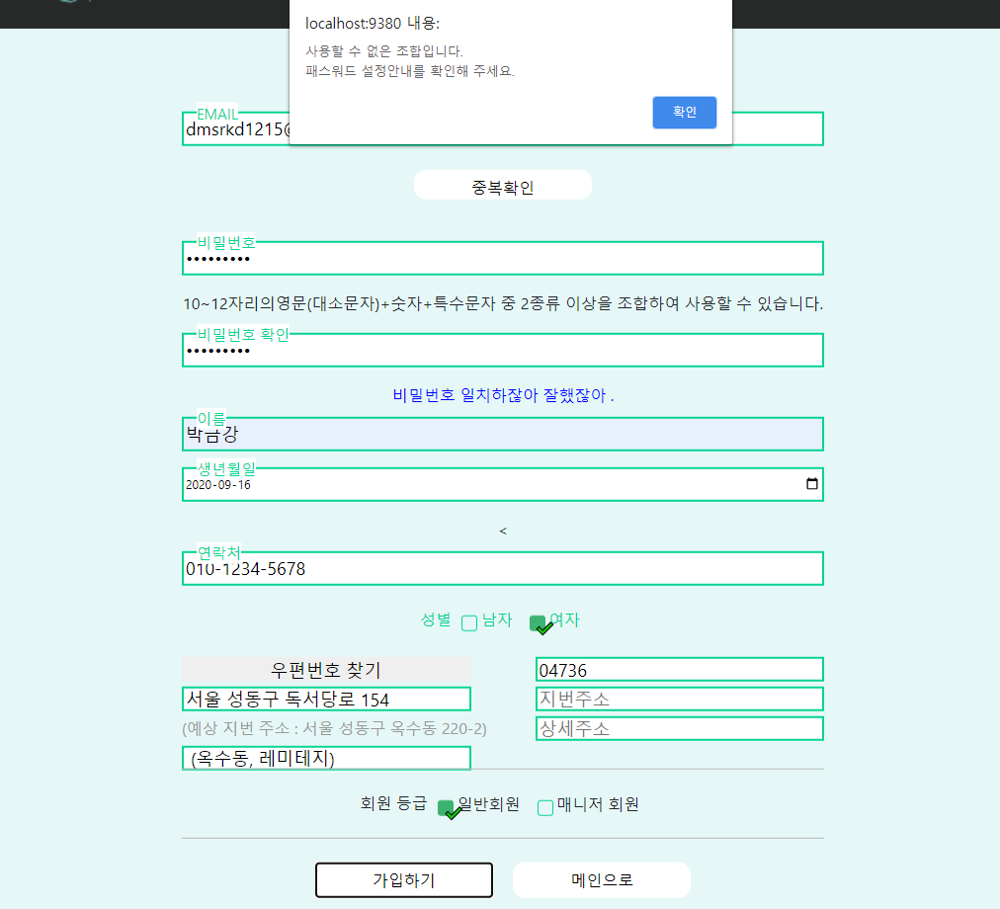 localhost:9380 내용:
사용할 수 없은 조합입니다.
패스워드 설정안내를 확인해 주세요.
확인
EMAIL
dmsrkd1215@
중복확인
비밀번호
•••••••••
10~12자리의영문(대소문자)+숫자+특수문자 중 2종류 이상을 조합하여 사용할 수 있습니다.
비밀번호 확인
•••••••••
비밀번호 일치하잖아 잘했잖아 .
이름
박금강
생년월일
2020-09-16
<
연락처
010-1234-5678
성별 남자 여자
우편번호 찾기 04736
서울 성동구 독서당로 154 지번주소
(예상 지번 주소 : 서울 성동구 옥수동 220-2) 상세주소
(옥수동, 레미테지)
회원 등급 일반회원 매니저 회원
가입하기 메인으로